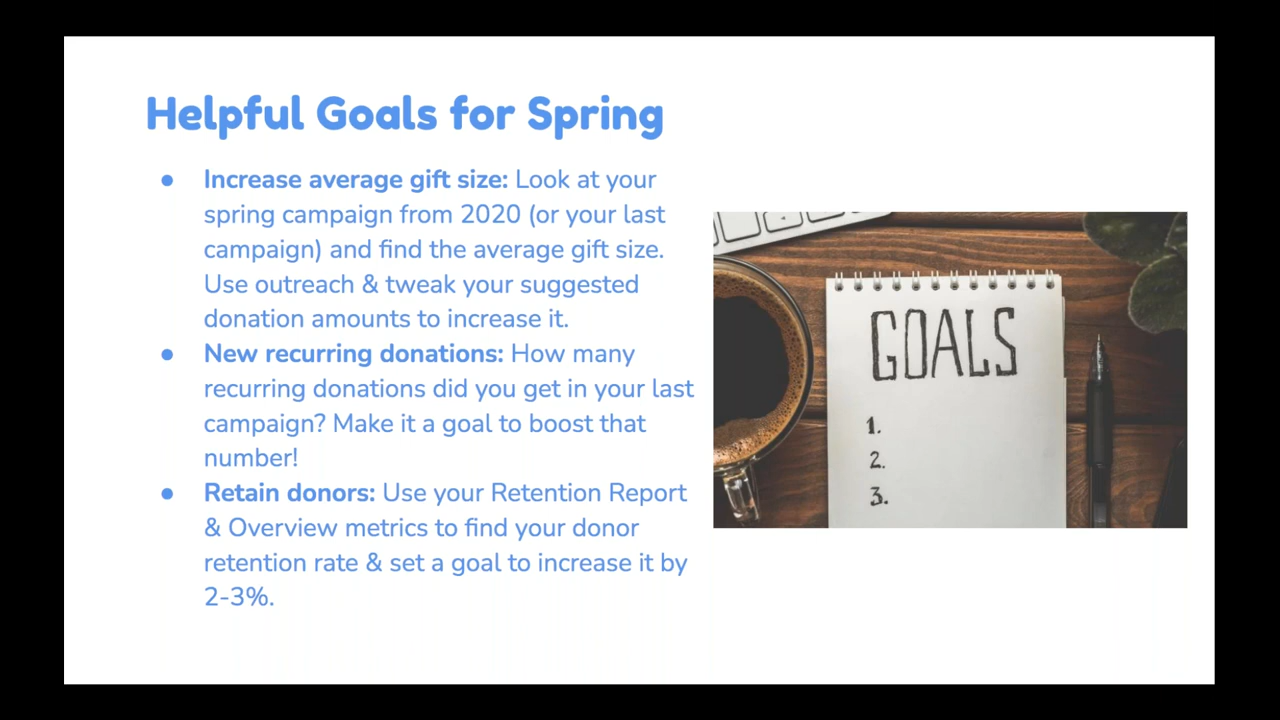 Helpful Goals for Spring
● Increase average gift size: Look at your
spring campaign from 2020 (or your last
campaign) and find the average gift size.
Use outreach & tweak your suggested
donation amounts to increase it.
● New recurring donations: How many
recurring donations did you get in your last
campaign? Make it a goal to boost that
number!
● Retain donors: Use your Retention Report
& Overview metrics to find your donor
retention rate & set a goal to increase it by
2-3%.
GOALS
1.
2.
3.